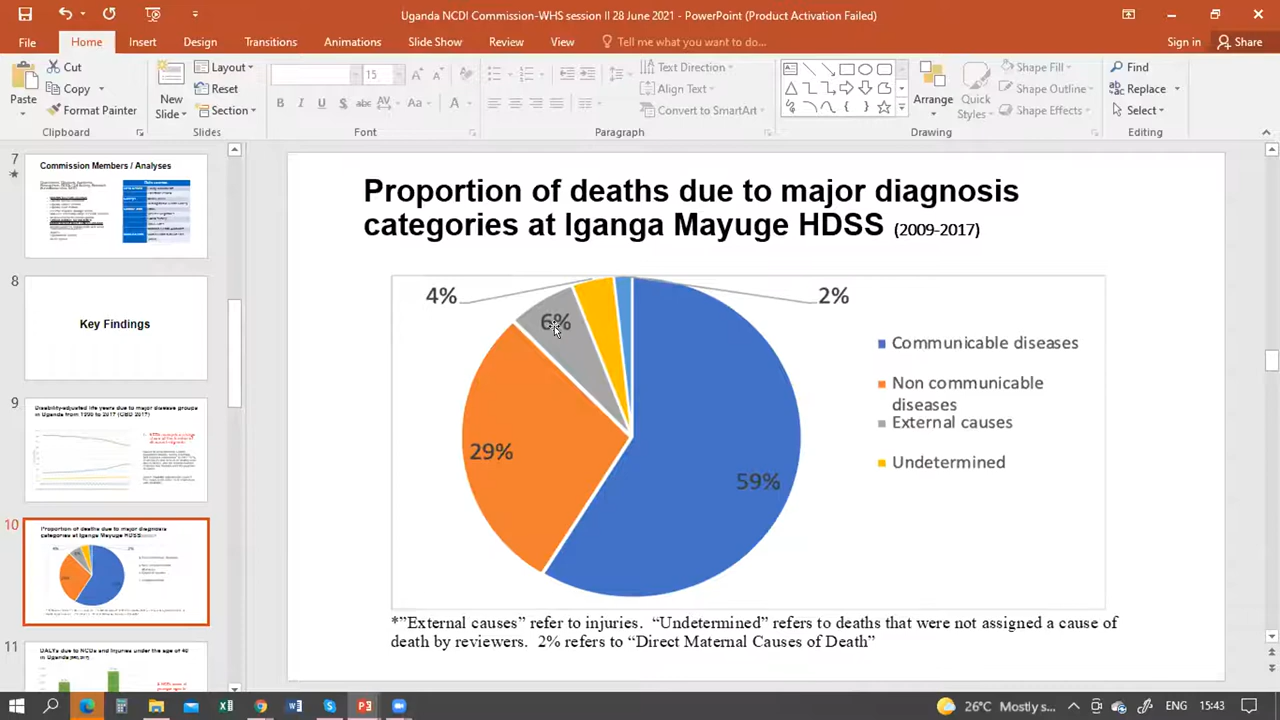 Uganda NCDI Commission-WHS session II 28 June 2021 - PowerPoint (Product Activation Failed)
File Home Insert Design Transitions Animations Slide Show Review View Tell me what you want to do... Sign in Share
Cut
Copy
Format Painter
Paste
Clipboard
New
Slide
Layout
Reset
Section
Slides
15
Font
Text Direction
Align Text
Convert to SmartArt
Paragraph
Arrange
Quick
Styles
Shape Fill
Shape Outline
Shape Effects
Drawing
Find
Replace
Select
Editing
7
Commission Members / Analyses
8
Key Findings
9
Disability-adjusted life years due to major disease groups
in Uganda from 1990 to 2017 (GBD 2017)
10
Proportion of deaths due to major diagnosis
categories at Iganga Mayuge HDSS
11
DALYs due to NCDs and Injuries under the age of 40
in Uganda
Proportion of deaths due to major diagnosis
categories at Iganga Mayuge HDSS (2009-2017)
4%
2%
6%
29%
59%
Communicable diseases
Non communicable
diseases
External causes
Undetermined
*”External causes” refer to injuries. “Undetermined” refers to deaths that were not assigned a cause of
death by reviewers. 2% refers to “Direct Maternal Causes of Death”
26°C Mostly s... ENG 15:43